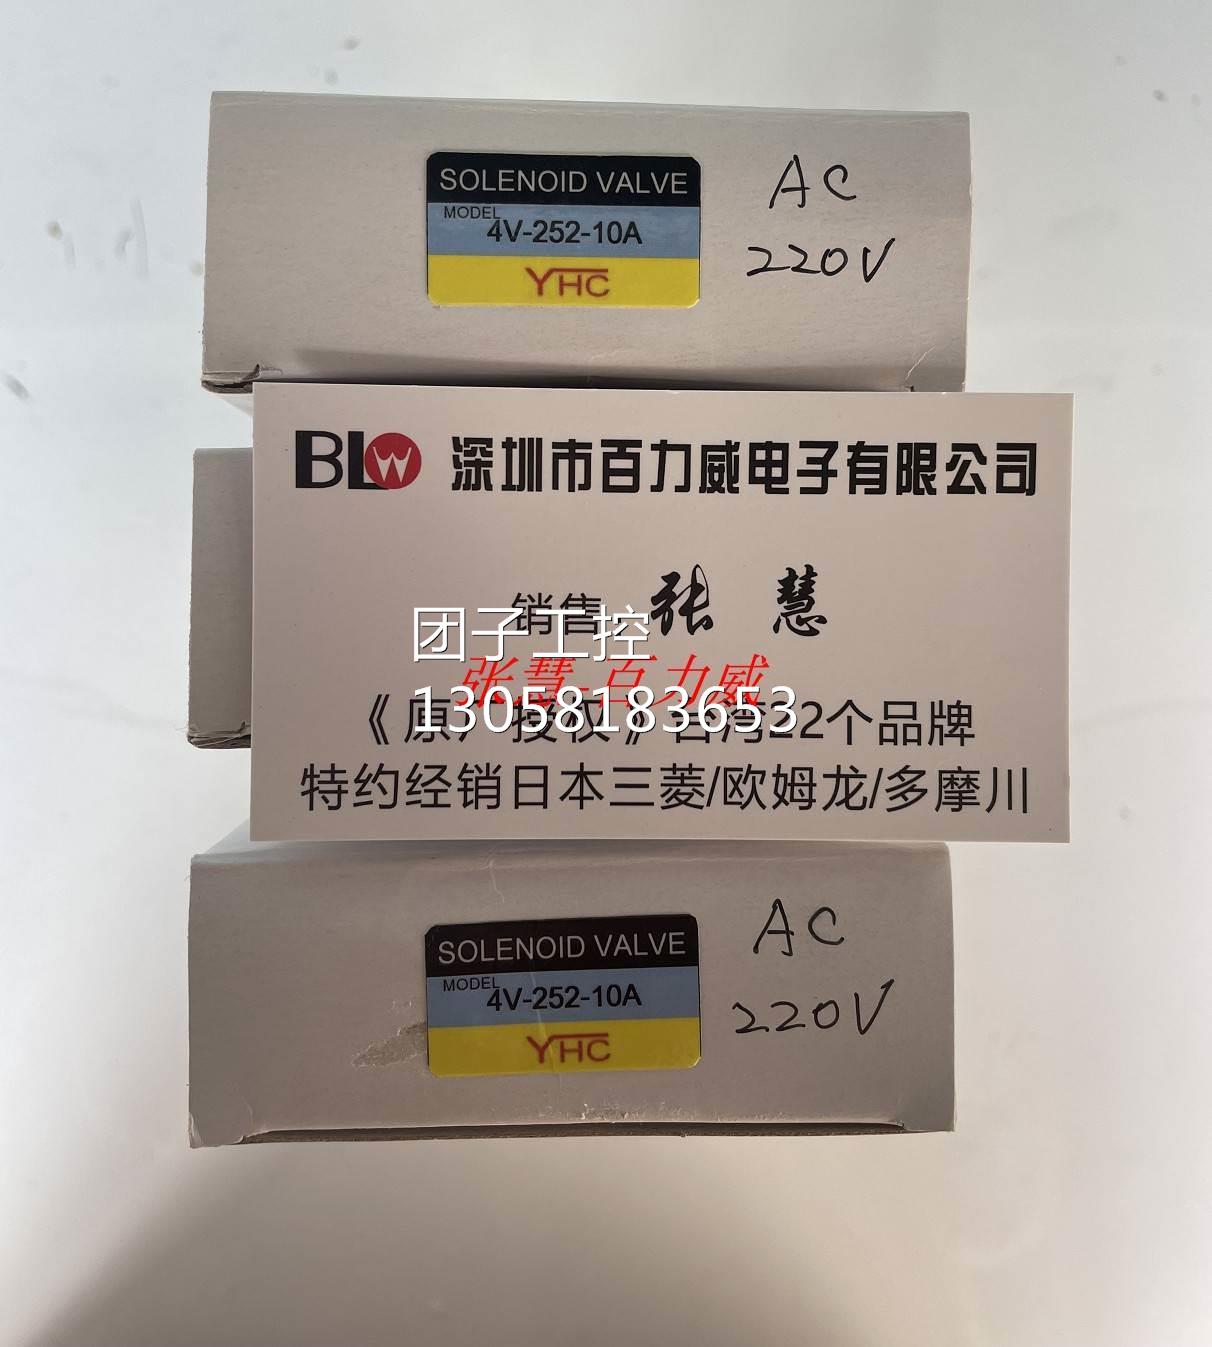 SOLENOID VALVE
MODEL
4V-252-10A
YHC
AC
220V
BLW 深圳市百力威电子有限公司
销售 张 慧
团子工控
张慧 百力威
13058183653
《原厂授权》台湾22个品牌
特约经销日本三菱/欧姆龙/多摩川
SOLENOID VALVE
MODEL
4V-252-10A
YHC
AC
220V